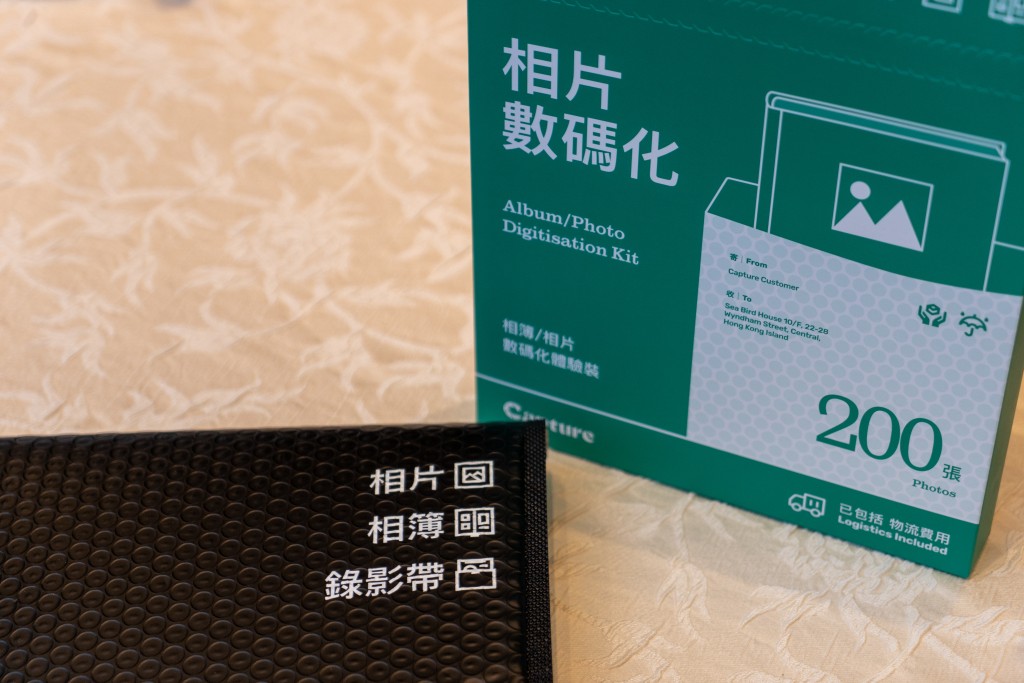 相片
數碼化
Album/Photo
Digitisation Kit
相簿/相片
數碼化體驗裝
Capture
寄 | From
Capture Customer
收 | To
Sea Bird House 10/F, 22-28
Wyndham Street, Central,
Hong Kong Island
200張
Photos
已包括 物流費用
Logistics Included
相片
相簿
錄影帶